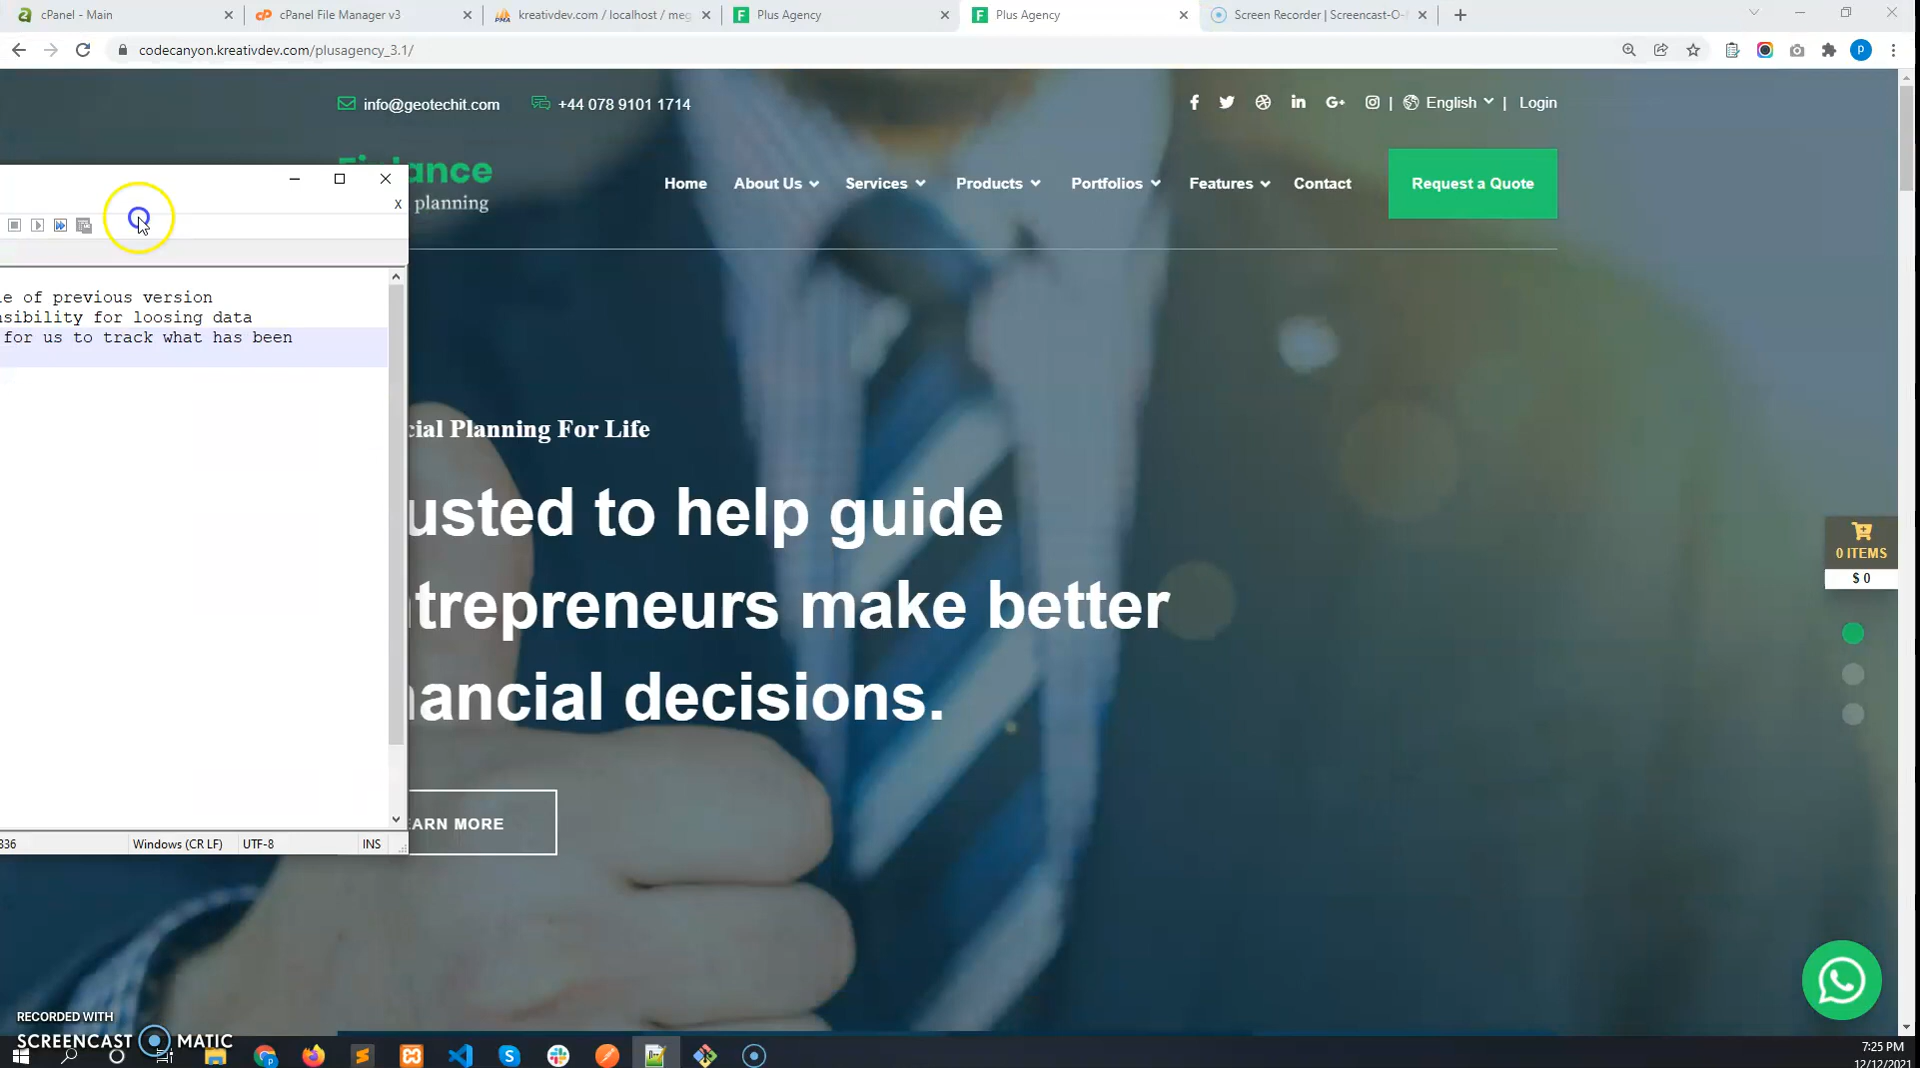 cPanel - Main
cPanel File Manager v3
kreativdev.com / localhost / meg
Plus Agency
Plus Agency
Screen Recorder | Screencast-O-
codecanyon.kreativdev.com/plusagency_3.1/
P
info@geotechit.com
+44 078 9101 1714
| English | Login
ance
planning
Home About Us Services Products Portfolios Features Contact Request a Quote
X
e of previous version
sibility for loosing data
for us to track what has been
cial Planning For Life
usted to help guide
trepreneurs make better
ancial decisions.
EARN MORE
0 ITEMS
$ 0
836 Windows (CR LF) UTF-8 INS
RECORDED WITH
SCREENCAST MATIC
7:25 PM
12/12/2021